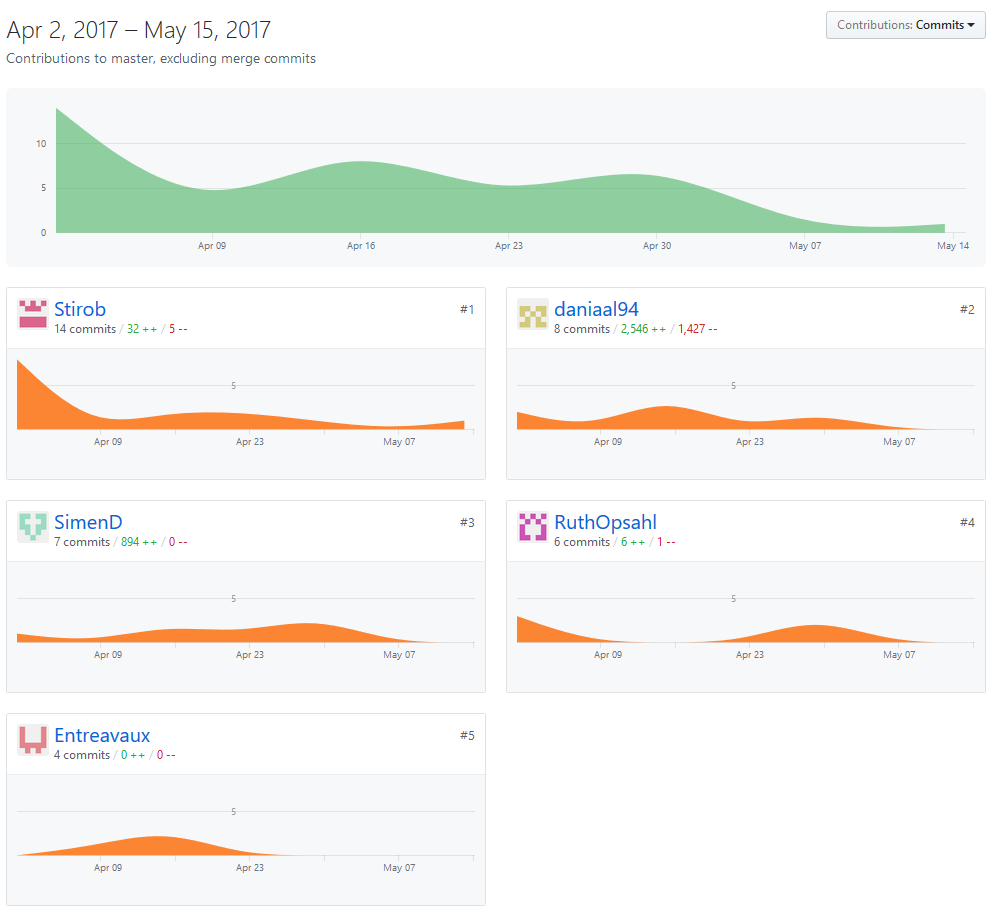 Apr 2, 2017 – May 15, 2017
Contributions: Commits
Contributions to master, excluding merge commits
10
5
0
Apr 09 Apr 16 Apr 23 Apr 30 May 07 May 14
Stirob #1
14 commits / 32 ++ / 5 --
5
Apr 09 Apr 23 May 07
daniaal94 #2
8 commits / 2,546 ++ / 1,427 --
5
Apr 09 Apr 23 May 07
SimenD #3
7 commits / 894 ++ / 0 --
5
Apr 09 Apr 23 May 07
RuthOpsahl #4
6 commits / 6 ++ / 1 --
5
Apr 09 Apr 23 May 07
Entreavaux #5
4 commits / 0 ++ / 0 --
5
Apr 09 Apr 23 May 07